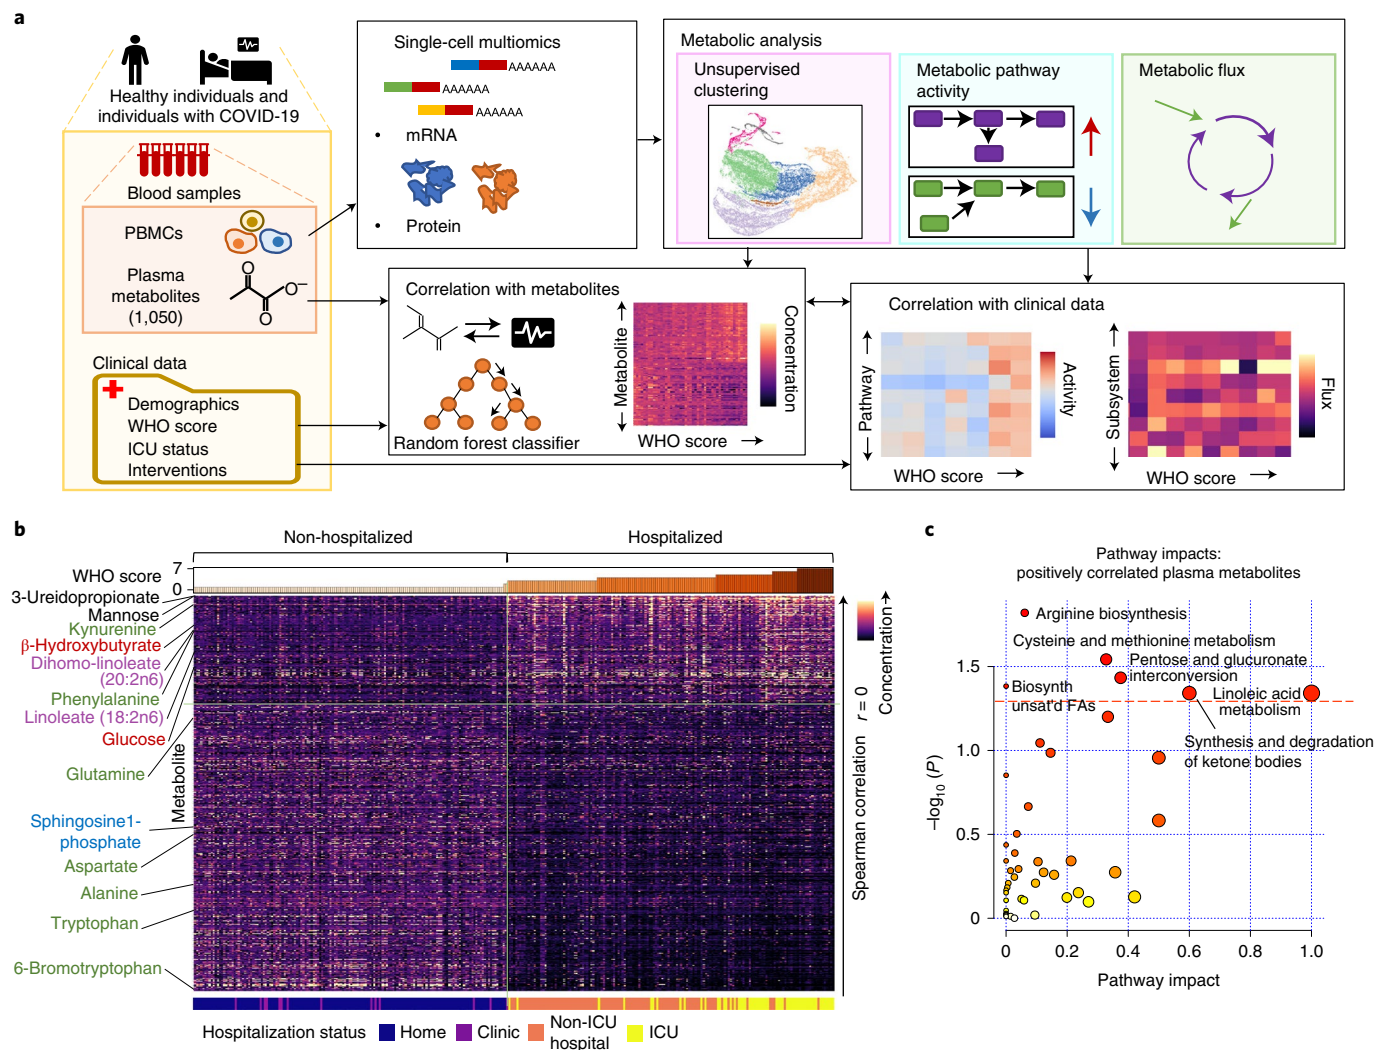 a
Healthy individuals and
individuals with COVID-19
Blood samples
PBMCs
Plasma
metabolites
(1,050)
Clinical data
Demographics
WHO score
ICU status
Interventions
Single-cell multiomics
AAAAAA
AAAAAA
AAAAAA
• mRNA
• Protein
Metabolic analysis
Unsupervised
clustering
Metabolic pathway
activity
Metabolic flux
Correlation with metabolites
Random forest classifier
Metabolite
WHO score
Concentration
Correlation with clinical data
Pathway
WHO score
Activity
Subsystem
WHO score
Flux
b
Non-hospitalized
Hospitalized
WHO score
7
0
3-Ureidopropionate
Mannose
Kynurenine
β-Hydroxybutyrate
Dihomo-linoleate
(20:2n6)
Phenylalanine
Linoleate (18:2n6)
Glucose
Glutamine
Sphingosine1-
phosphate
Aspartate
Alanine
Tryptophan
6-Bromotryptophan
Metabolite
Concentration
Spearman correlation
r = 0
Hospitalization status
Home
Clinic
Non-ICU
hospital
ICU
c
Pathway impacts:
positively correlated plasma metabolites
Arginine biosynthesis
Cysteine and methionine metabolism
Pentose and glucuronate
interconversion
Biosynth
unsat'd FAs
Linoleic acid
metabolism
Synthesis and degradation
of ketone bodies
–log10 (P)
1.5
1.0
0.5
0
0
0.2
0.4
0.6
0.8
1.0
Pathway impact